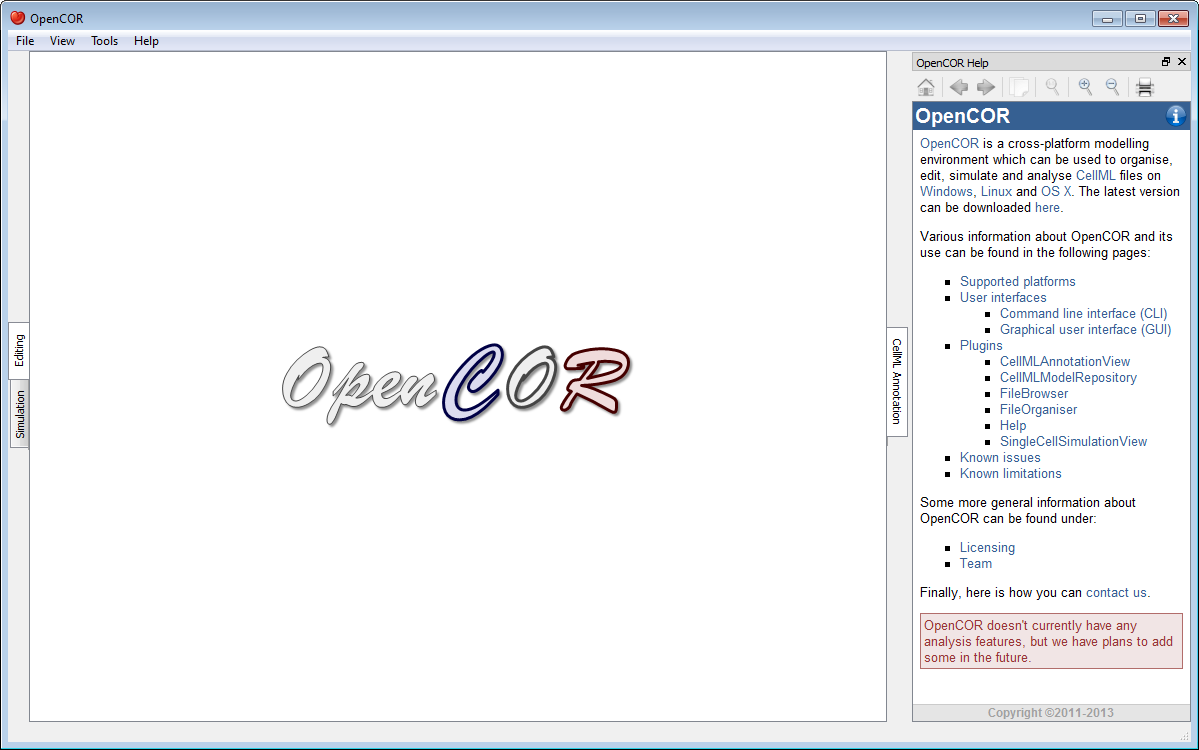 OpenCOR
File View Tools Help
Editing
Simulation
OpenCOR
CellML Annotation
OpenCOR Help
OpenCOR
OpenCOR is a cross-platform modelling
environment which can be used to organise,
edit, simulate and analyse CellML files on
Windows, Linux and OS X. The latest version
can be downloaded here.
Various information about OpenCOR and its
use can be found in the following pages:
Supported platforms
User interfaces
Command line interface (CLI)
Graphical user interface (GUI)
Plugins
CellMLAnnotationView
CellMLModelRepository
FileBrowser
FileOrganiser
Help
SingleCellSimulationView
Known issues
Known limitations
Some more general information about
OpenCOR can be found under:
Licensing
Team
Finally, here is how you can contact us.
OpenCOR doesn't currently have any
analysis features, but we have plans to add
some in the future.
Copyright ©2011-2013